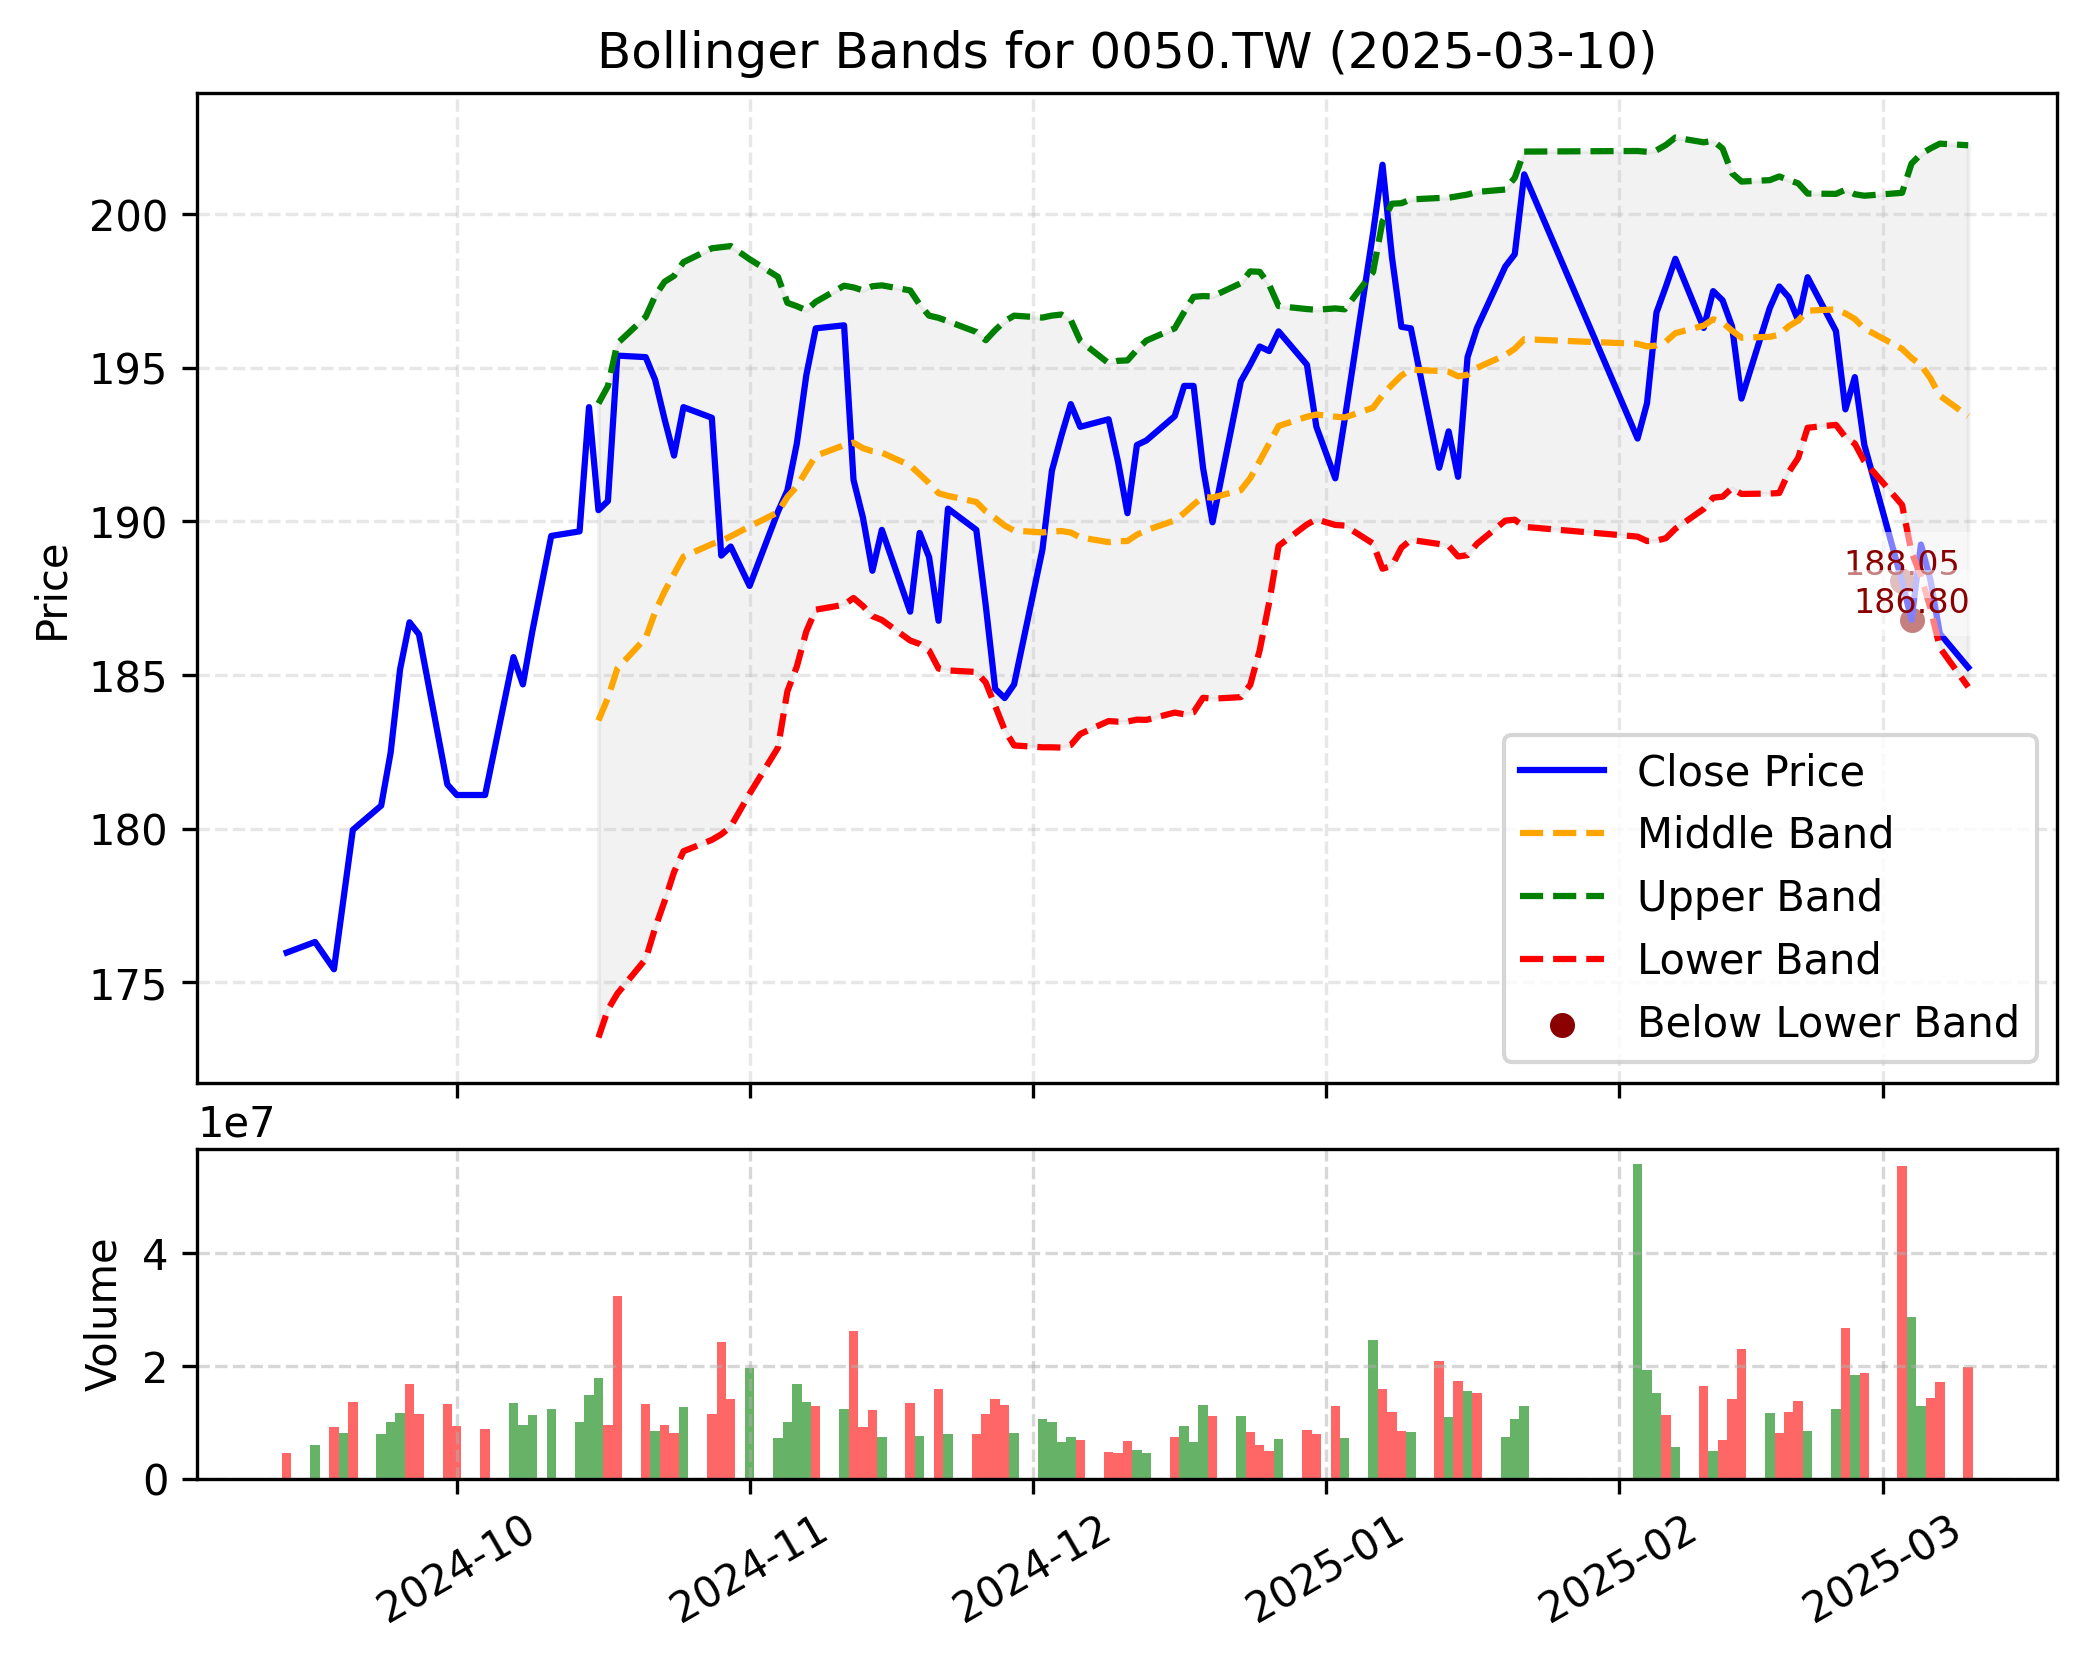 Bollinger Bands for 0050.TW (2025-03-10)
Price
200
195
190
185
180
175
188.05
186.80
Close Price
Middle Band
Upper Band
Lower Band
Below Lower Band
1e7
Volume
4
2
0
2024-10
2024-11
2024-12
2025-01
2025-02
2025-03